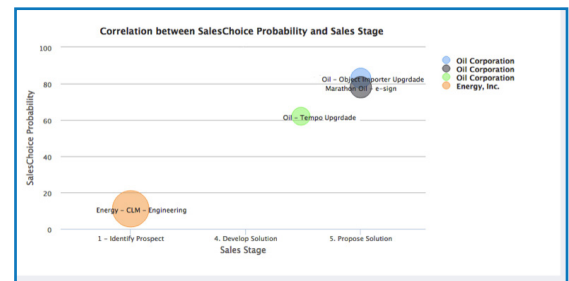 Correlation between SalesChoice Probability and Sales Stage
100
80
60
40
20
0
SalesChoice Probability
Oil - Object Importer Upgrdade
Marathon Oil - e-sign
Oil - Tempo Upgrdade
Energy - CLM - Engineering
1 - Identify Prospect
4. Develop Solution
5. Propose Solution
Sales Stage
Oil Corporation
Oil Corporation
Oil Corporation
Energy, Inc.